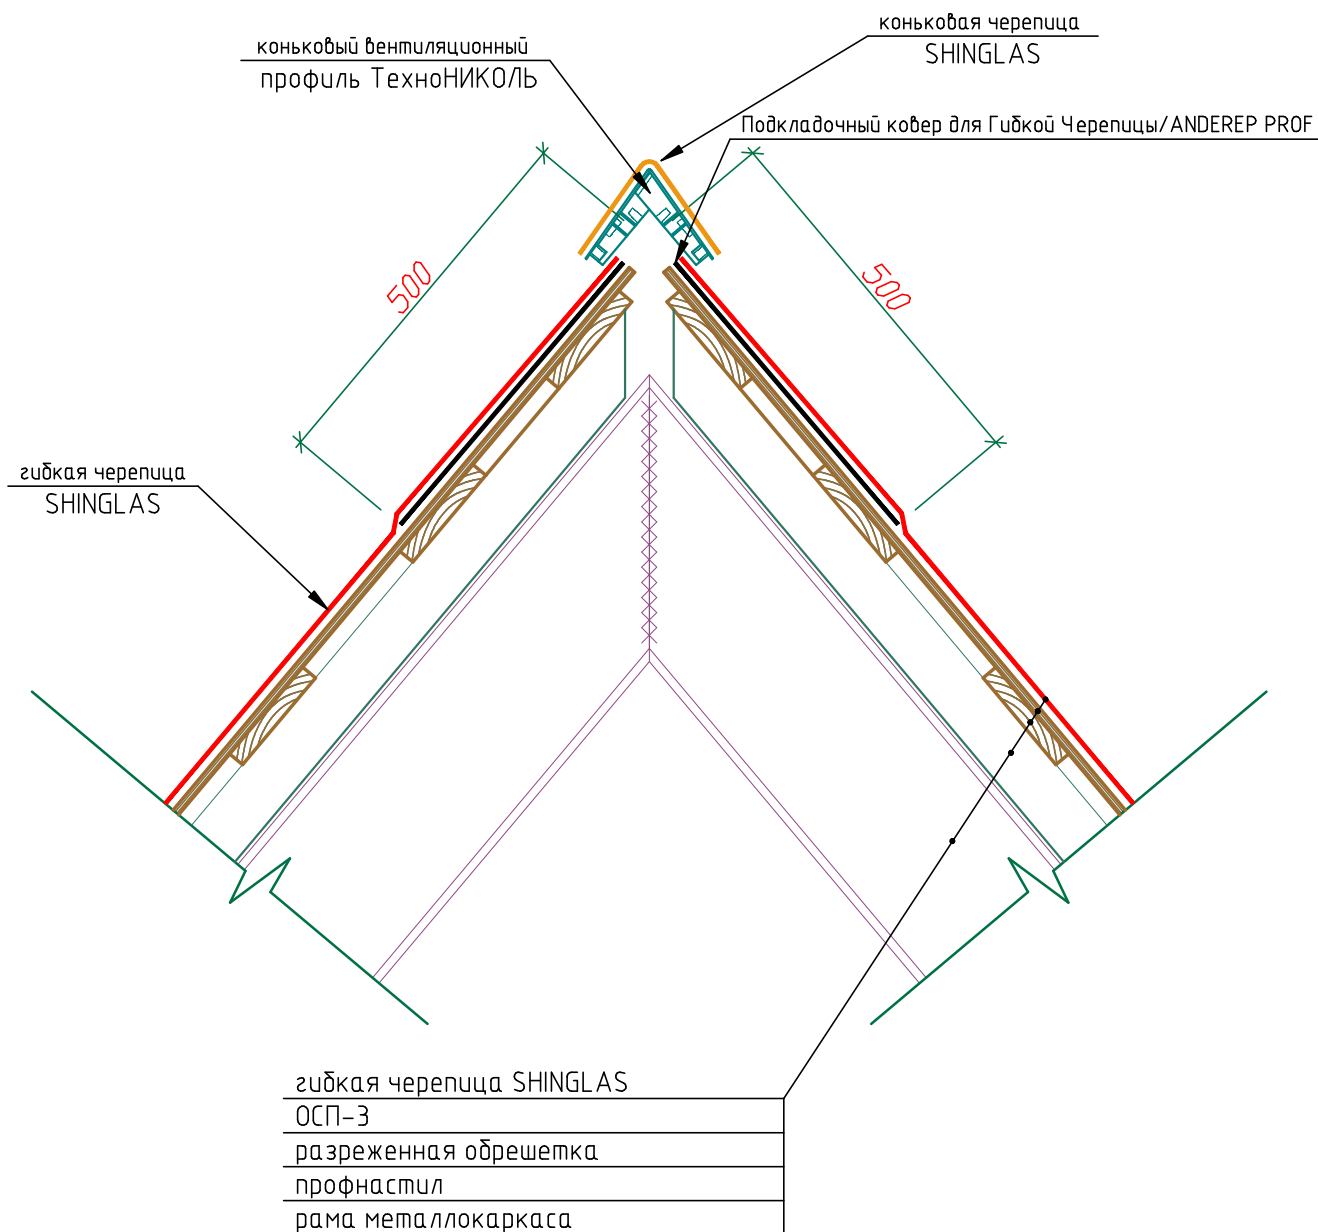 коньковая черепица
SHINGLAS
коньковый вентиляционный
профиль ТехноНИКОЛЬ
Подкладочный ковер для Гибкой Черепицы/ANDEREP PROF
500
500
гибкая черепица
SHINGLAS
гибкая черепица SHINGLAS
ОСП-3
разреженная обрешетка
профнастил
рама металлокаркаса